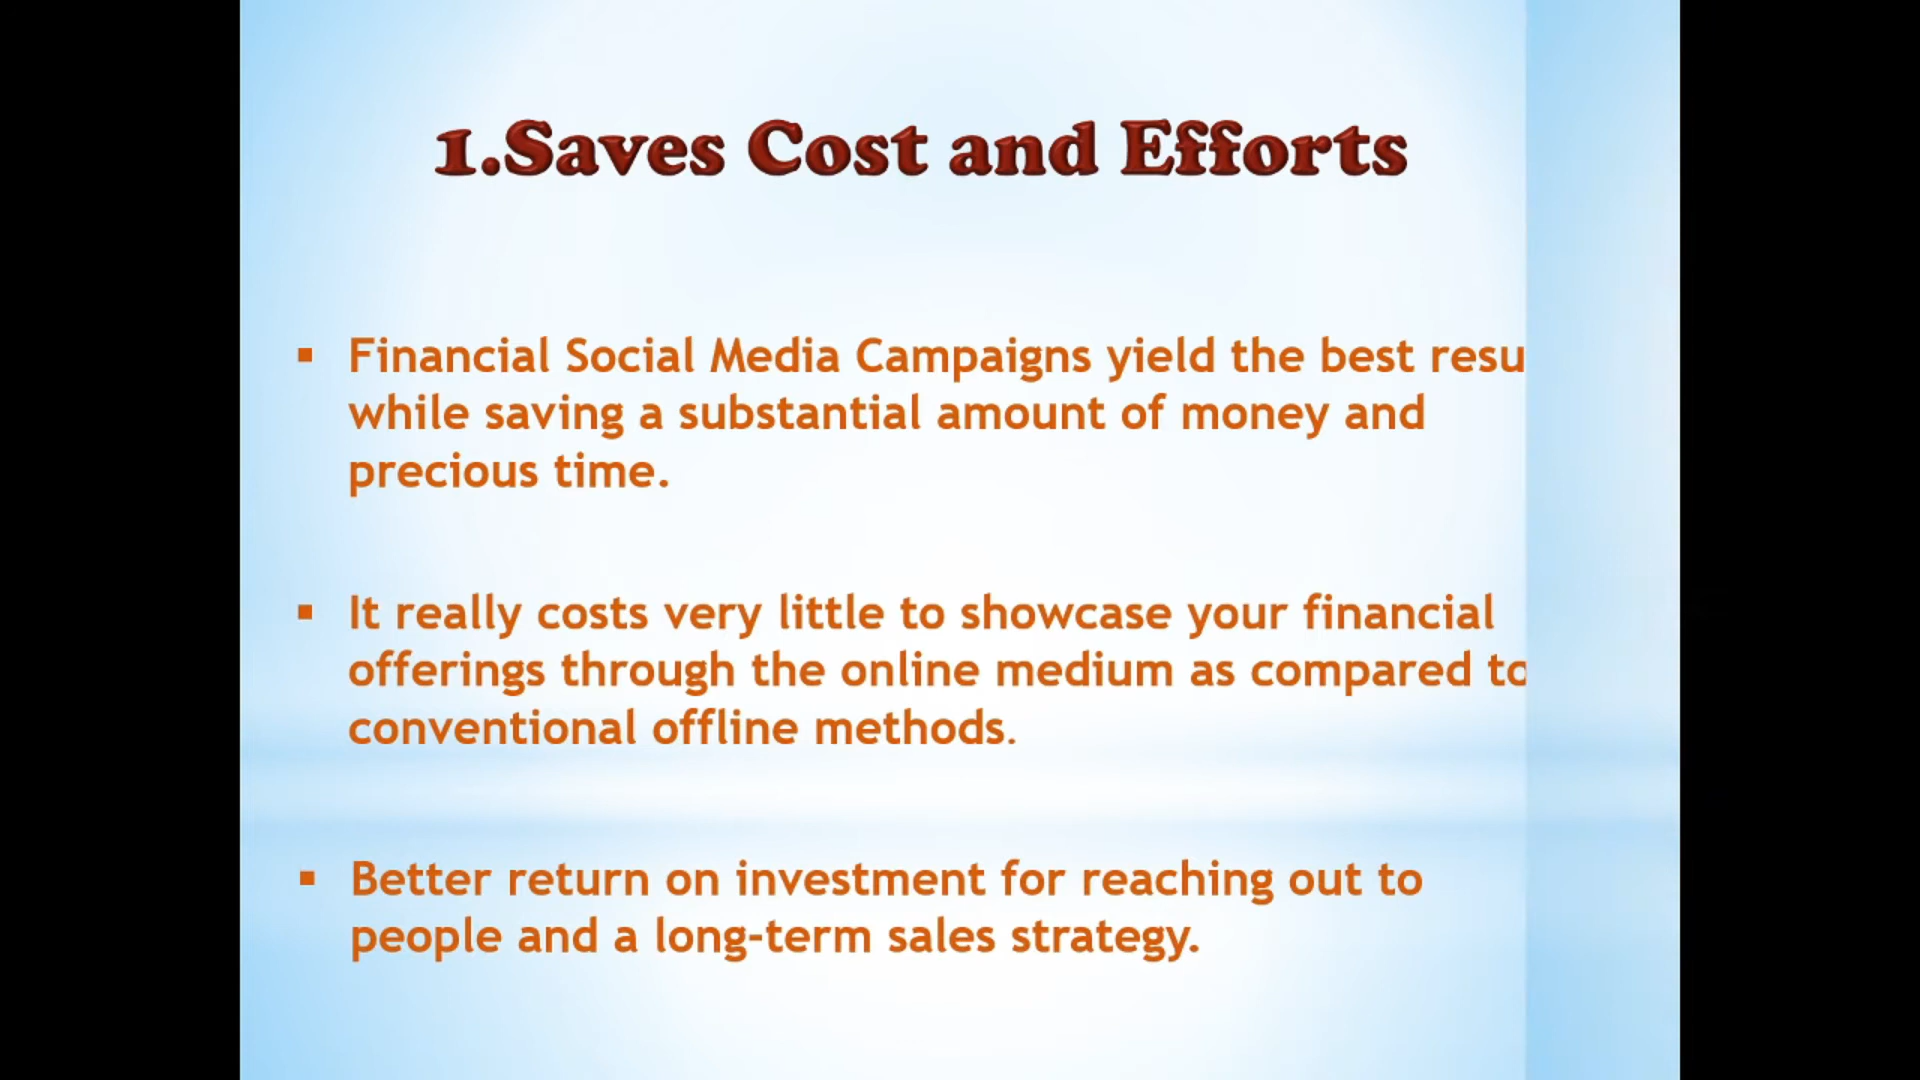 1.Saves Cost and Efforts
▪ Financial Social Media Campaigns yield the best resu
while saving a substantial amount of money and
precious time.
▪ It really costs very little to showcase your financial
offerings through the online medium as compared to
conventional offline methods.
▪ Better return on investment for reaching out to
people and a long-term sales strategy.